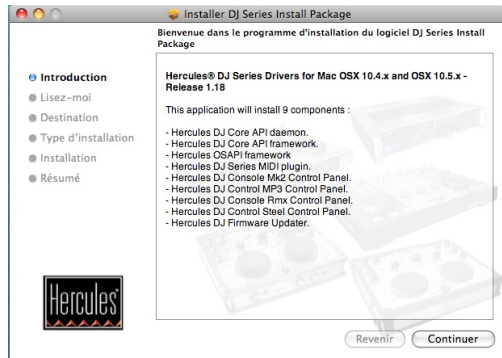 Installer DJ Series Install Package
Bienvenue dans le programme d'installation du logiciel DJ Series Install
Package
Introduction
Lisez-moi
Destination
Type d'installation
Installation
Résumé
Hercules® DJ Series Drivers for Mac OSX 10.4.x and OSX 10.5.x -
Release 1.18
This application will install 9 components :
- Hercules DJ Core API daemon.
- Hercules DJ Core API framework.
- Hercules OSAPI framework
- Hercules DJ Series MIDI plugin.
- Hercules DJ Console Mk2 Control Panel.
- Hercules DJ Control MP3 Control Panel.
- Hercules DJ Console Rmx Control Panel.
- Hercules DJ Control Steel Control Panel.
- Hercules DJ Firmware Updater.
Hercules
Revenir
Continuer